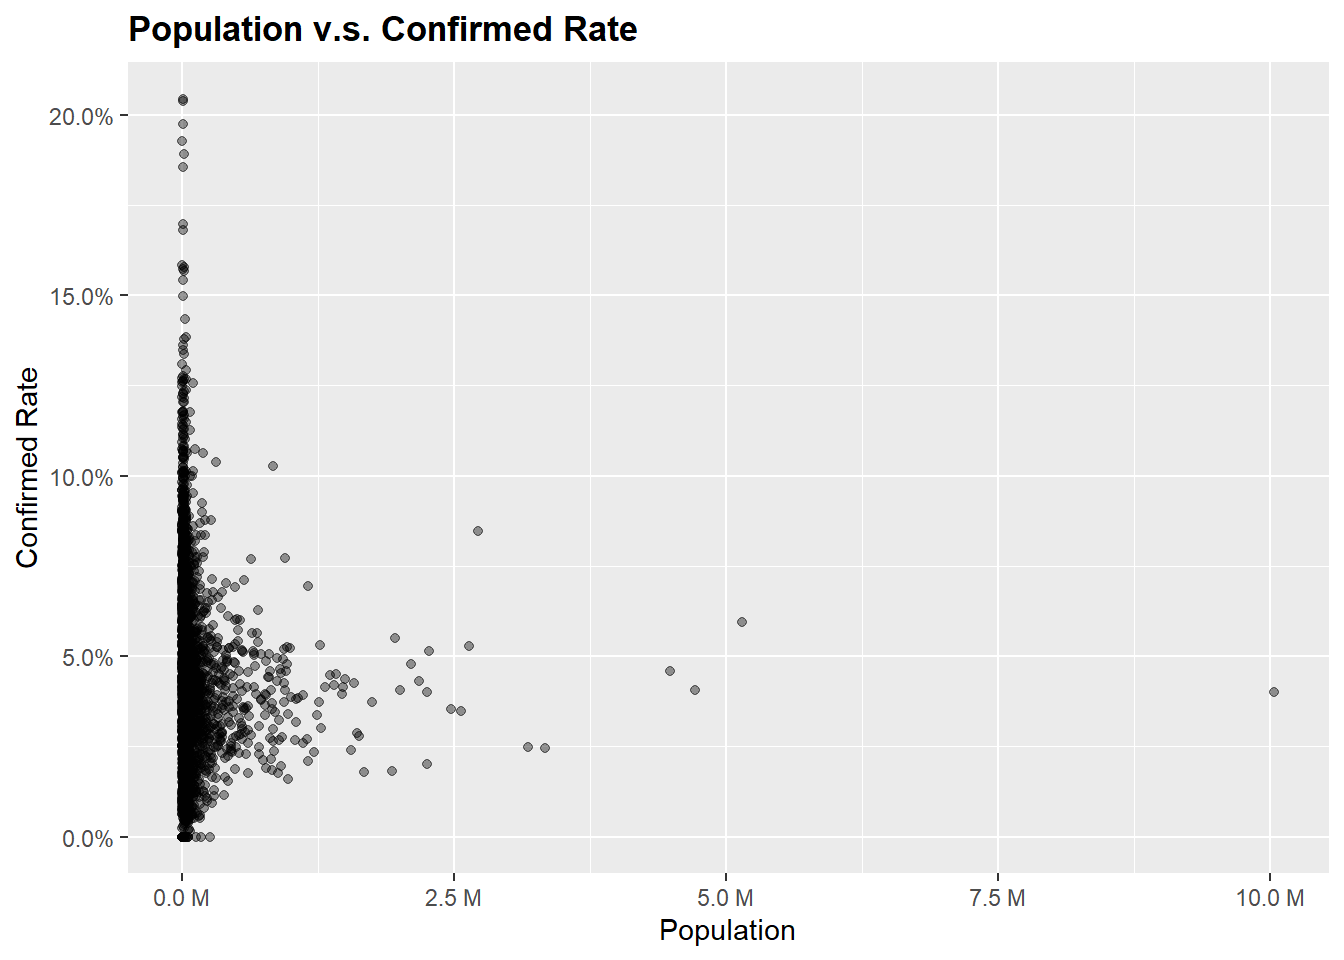 Population v.s. Confirmed Rate
20.0%
15.0%
10.0%
5.0%
0.0%
Confirmed Rate
0.0 M
2.5 M
5.0 M
7.5 M
10.0 M
Population